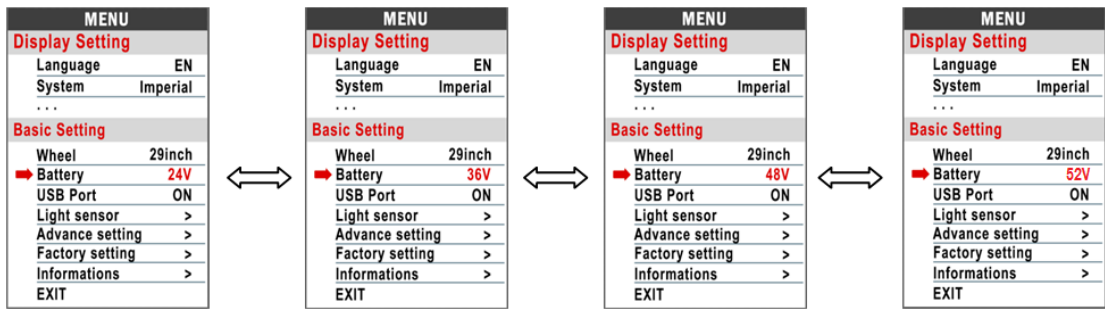 MENU
Display Setting
Language EN
System Imperial
...
Basic Setting
Wheel 29inch
Battery 24V
USB Port ON
Light sensor >
Advance setting >
Factory setting >
Informations >
EXIT
MENU
Display Setting
Language EN
System Imperial
...
Basic Setting
Wheel 29inch
Battery 36V
USB Port ON
Light sensor >
Advance setting >
Factory setting >
Informations >
EXIT
MENU
Display Setting
Language EN
System Imperial
...
Basic Setting
Wheel 29inch
Battery 48V
USB Port ON
Light sensor >
Advance setting >
Factory setting >
Informations >
EXIT
MENU
Display Setting
Language EN
System Imperial
...
Basic Setting
Wheel 29inch
Battery 52V
USB Port ON
Light sensor >
Advance setting >
Factory setting >
Informations >
EXIT